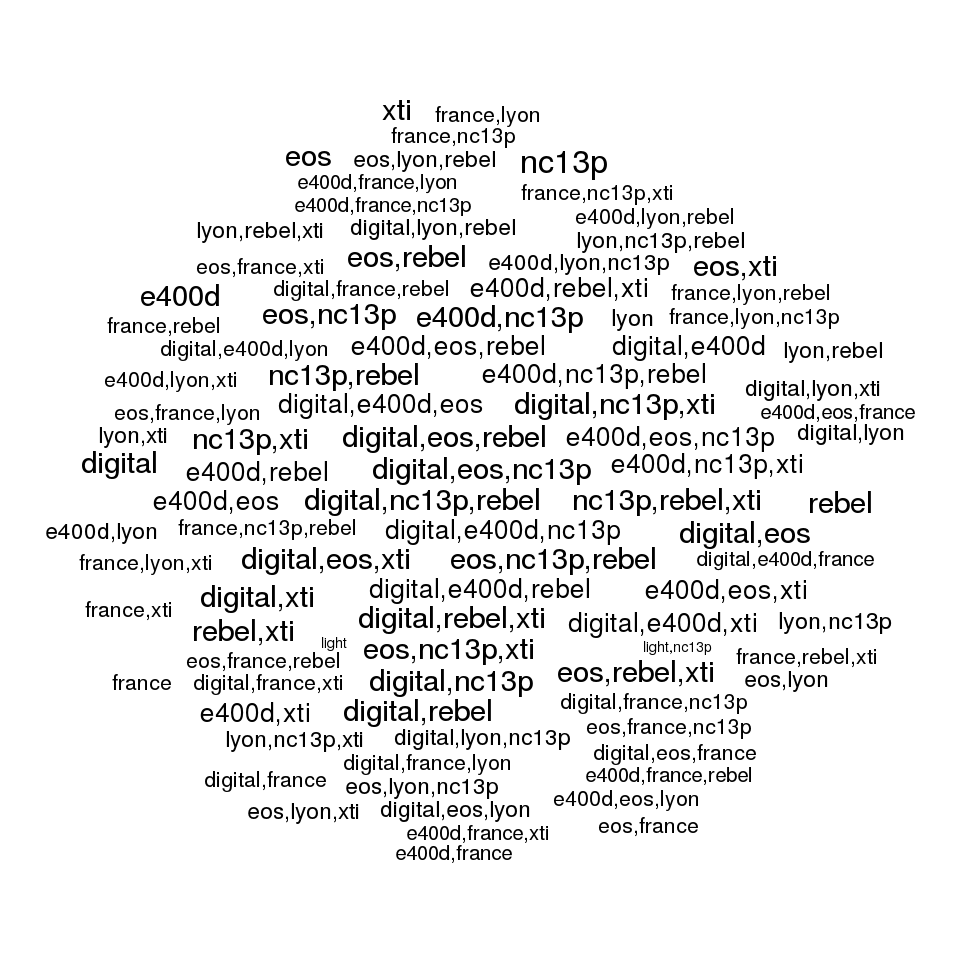 xti france,lyon
france,nc13p
eos eos,lyon,rebel nc13p
e400d,france,lyon france,nc13p,xti
e400d,france,nc13p e400d,lyon,rebel
lyon,rebel,xti digital,lyon,rebel lyon,nc13p,rebel
eos,france,xti eos,rebel e400d,lyon,nc13p eos,xti
e400d digital,france,rebel e400d,rebel,xti france,lyon,rebel
france,rebel eos,nc13p e400d,nc13p lyon france,lyon,nc13p
digital,e400d,lyon e400d,eos,rebel digital,e400d lyon,rebel
e400d,lyon,xti nc13p,rebel e400d,nc13p,rebel digital,lyon,xti
eos,france,lyon digital,e400d,eos digital,nc13p,xti e400d,eos,france
lyon,xti nc13p,xti digital,eos,rebel e400d,eos,nc13p digital,lyon
digital e400d,rebel digital,eos,nc13p e400d,nc13p,xti
e400d,eos digital,nc13p,rebel nc13p,rebel,xti rebel
e400d,lyon france,nc13p,rebel digital,e400d,nc13p digital,eos
france,lyon,xti digital,eos,xti eos,nc13p,rebel digital,e400d,france
digital,xti digital,e400d,rebel e400d,eos,xti
france,xti digital,rebel,xti digital,e400d,xti lyon,nc13p
rebel,xti light eos,nc13p,xti light,nc13p france,rebel,xti
eos,france,rebel digital,nc13p eos,rebel,xti eos,lyon
france digital,france,xti digital,france,nc13p
e400d,xti digital,rebel eos,france,nc13p
lyon,nc13p,xti digital,lyon,nc13p digital,eos,france
digital,france digital,france,lyon e400d,france,rebel
eos,lyon,nc13p e400d,eos,lyon
eos,lyon,xti digital,eos,lyon eos,france
e400d,france,xti
e400d,france